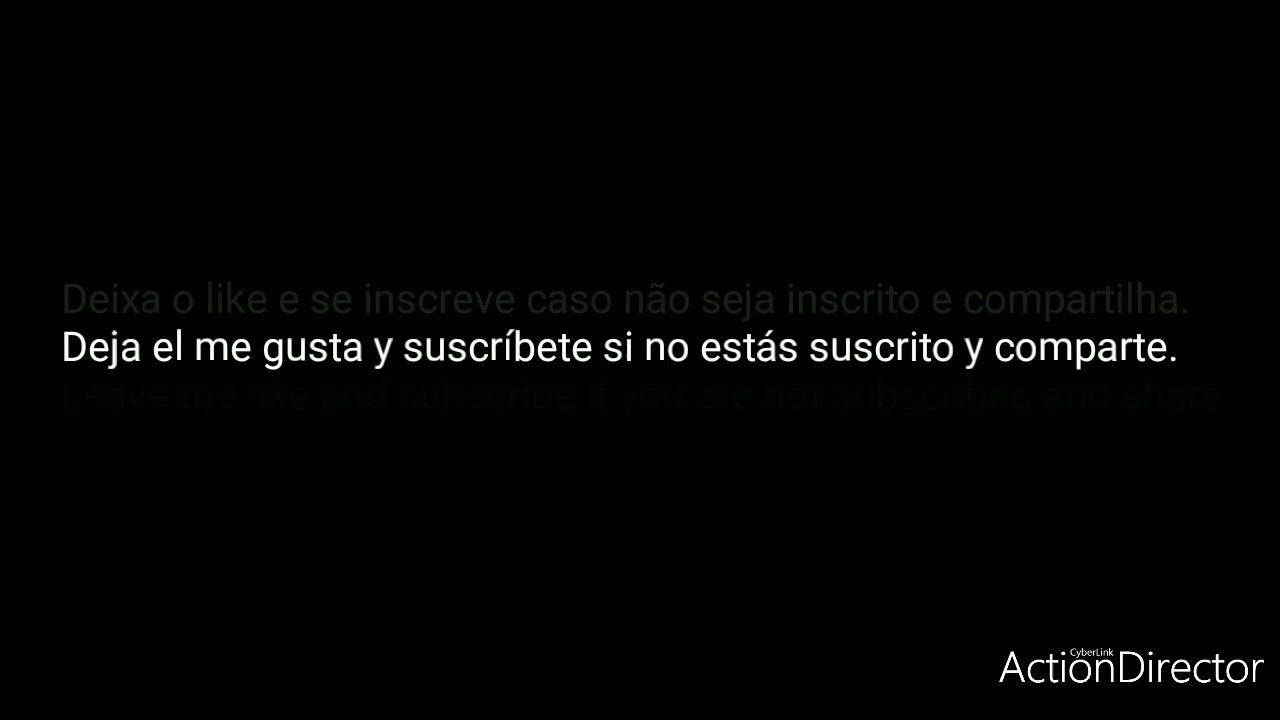 Deixa o like e se inscreve caso não seja inscrito e compartilha.
Deja el me gusta y suscríbete si no estás suscrito y comparte.
Leave the like and subscribe if you are not subscribed and share.
CyberLink
ActionDirector